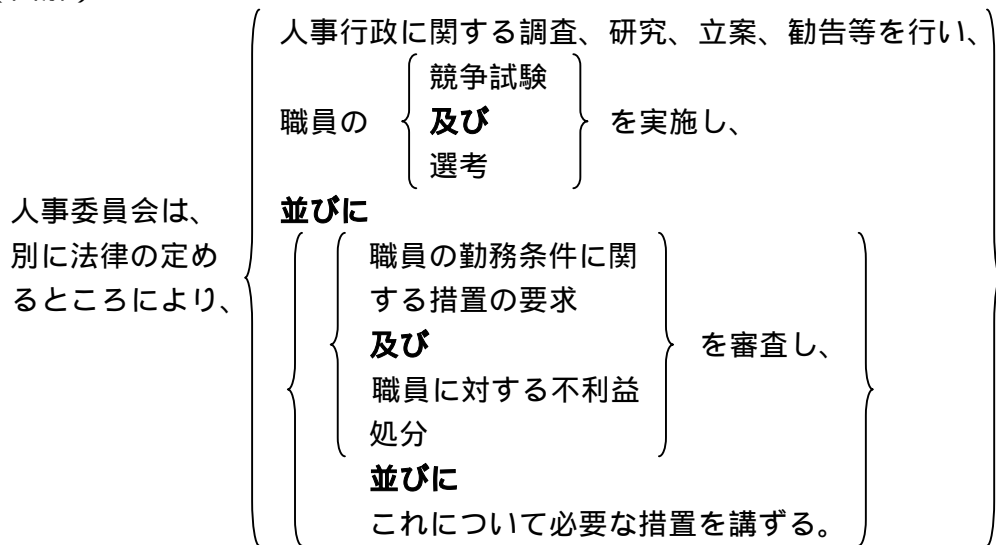 人事行政に関する調査、研究、立案、勧告等を行い、
競争試験
職員の
及び
を実施し、
選考
人事委員会は、
別に法律の定め
るところにより、
並びに
職員の勤務条件に関
する措置の要求
及び
を審査し、
職員に対する不利益
処分
並びに
これについて必要な措置を講ずる。